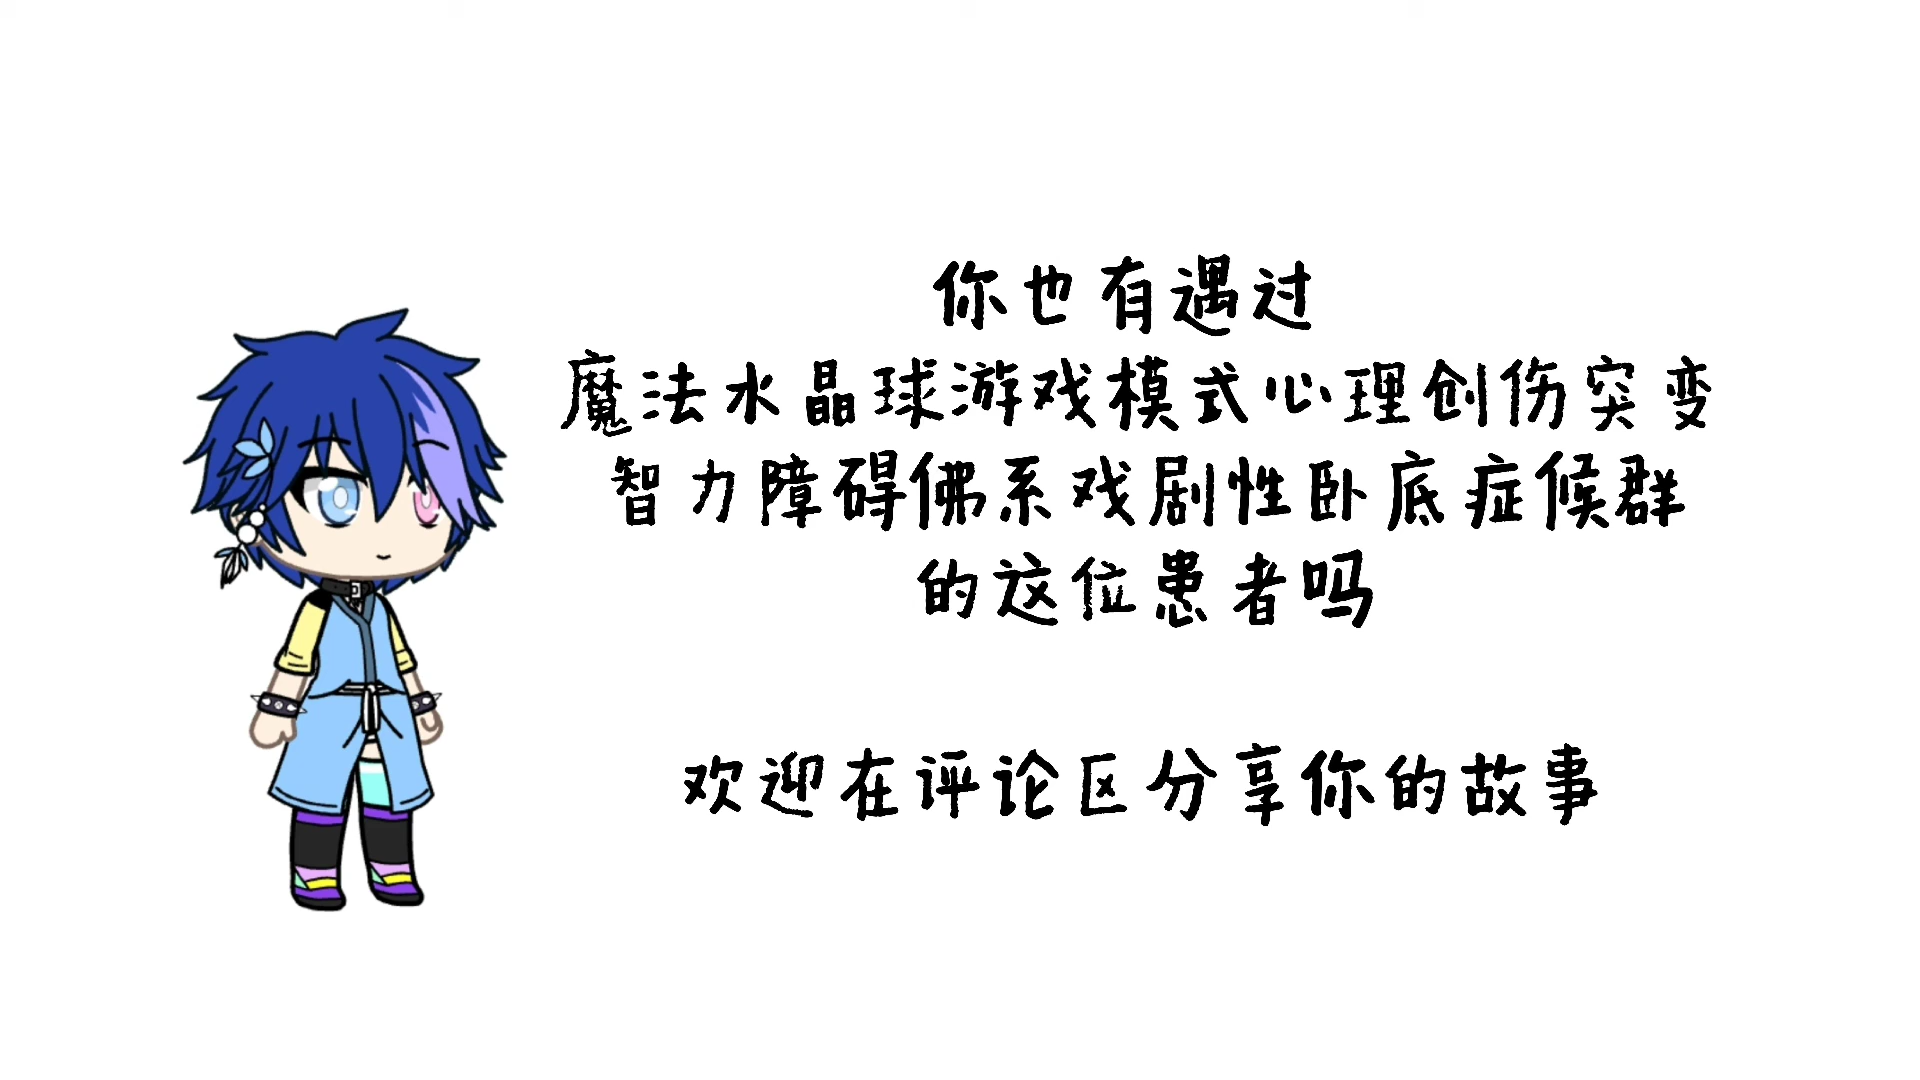 你也有遇过
魔法水晶球游戏模式心理创伤突变
智力障碍佛系戏剧性卧底症候群
的这位患者吗
欢迎在评论区分享你的故事